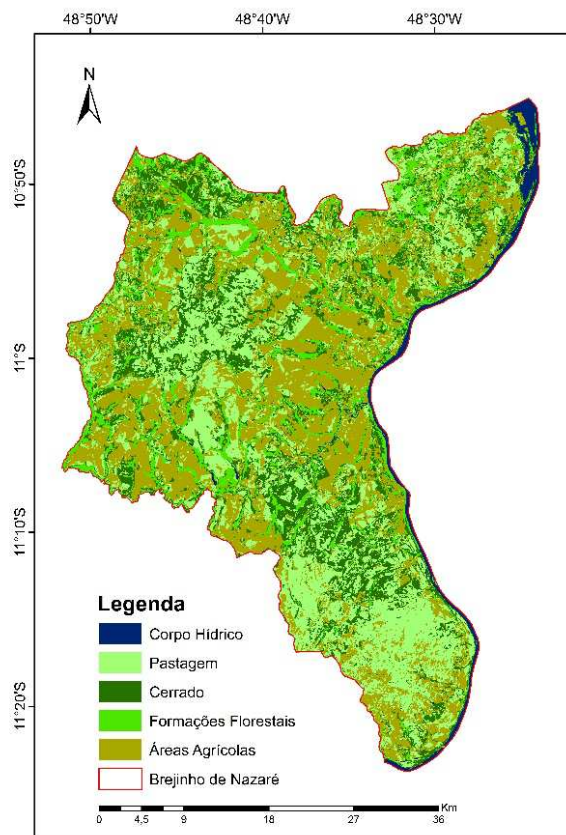 48°50'W 48°40'W 48°30'W
N
10°50'S
11°S
11°10'S
11°20'S
Legenda
Corpo Hídrico
Pastagem
Cerrado
Formações Florestais
Áreas Agrícolas
Brejinho de Nazaré
Km
0 4,5 9 18 27 36